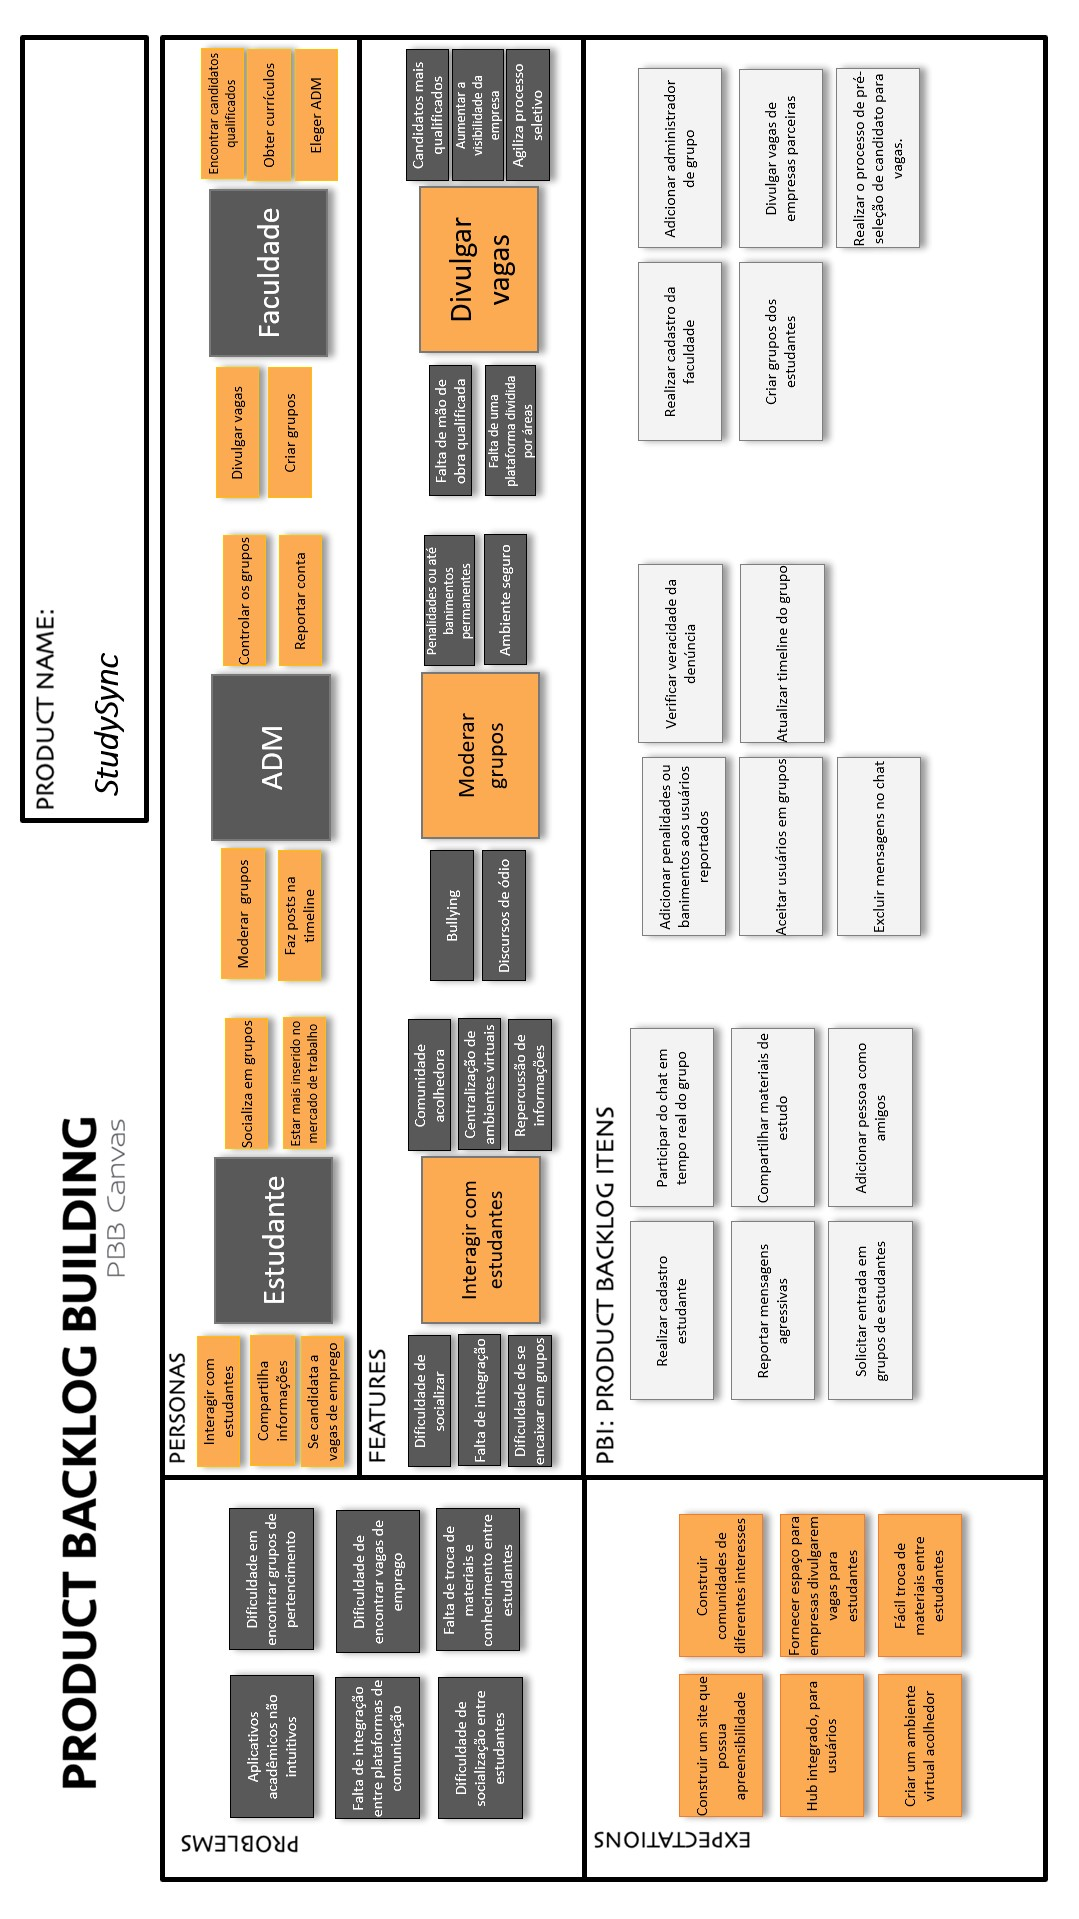 PRODUCT BACKLOG BUILDING
PBB Canvas
PRODUCT NAME:
StudySync
PROBLEMS
Aplicativos
acadêmicos não
intuitivos
Dificuldade em
encontrar grupos de
pertencimento
Falta de integração
entre plataformas de
comunicação
Dificuldade de
encontrar vagas de
emprego
Dificuldade de
socialização entre
estudantes
Falta de troca de
materiais e
conhecimento entre
estudantes
EXPECTATIONS
Construir um site que
possua
apreensibilidade
Construir
comunidades de
diferentes interesses
Hub integrado, para
usuários
Fornecer espaço para
empresas divulgarem
vagas para
estudantes
Criar um ambiente
virtual acolhedor
Fácil troca de
materiais entre
estudantes
PERSONAS
Interagir com
estudantes
Compartilha
informações
Se candidata a
vagas de emprego
Estudante
Socializa em grupos
Estar mais inserido no
mercado de trabalho
Moderar grupos
Faz posts na
timeline
ADM
Controlar os grupos
Reportar conta
Divulgar vagas
Criar grupos
Faculdade
Encontrar candidatos
qualificados
Obter currículos
Eleger ADM
FEATURES
Dificuldade de
socializar
Falta de integração
Dificuldade de se
encaixar em grupos
Interagir com
estudantes
Comunidade
acolhedora
Centralização de
ambientes virtuais
Repercussão de
informações
Bullying
Discursos de ódio
Moderar
grupos
Penalidades ou até
banimentos
permanentes
Ambiente seguro
Falta de mão de
obra qualificada
Falta de uma
plataforma dividida
por áreas
Divulgar
vagas
Candidatos mais
qualificados
Aumentar a
visibilidade da
empresa
Agiliza processo
seletivo
PBI: PRODUCT BACKLOG ITENS
Realizar cadastro
estudante
Participar do chat em
tempo real do grupo
Reportar mensagens
agressivas
Compartilhar materiais de
estudo
Solicitar entrada em
grupos de estudantes
Adicionar pessoa como
amigos
Adicionar penalidades ou
banimentos aos usuários
reportados
Verificar veracidade da
denúncia
Aceitar usuários em grupos
Atualizar timeline do grupo
Excluir mensagens no chat
Realizar cadastro da
faculdade
Adicionar administrador
de grupo
Criar grupos dos
estudantes
Divulgar vagas de
empresas parceiras
Realizar o processo de pré-
seleção de candidato para
vagas.